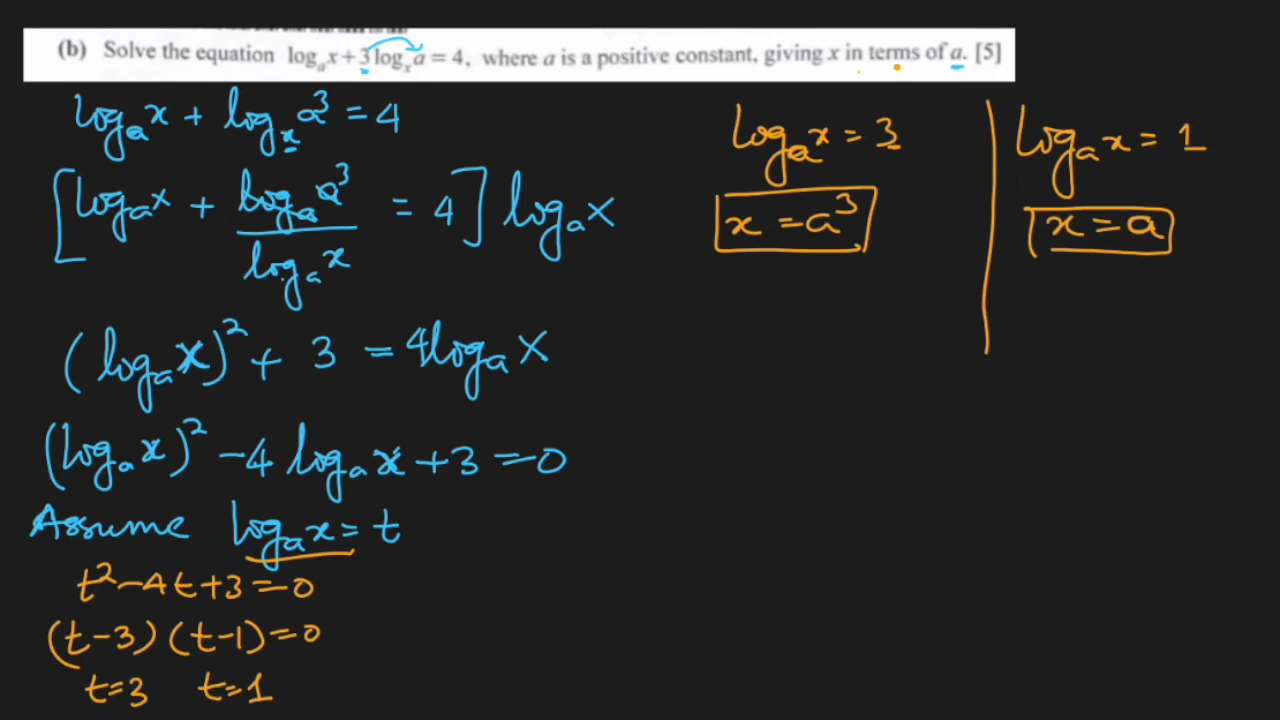 (b) Solve the equation logₐx + 3logₓa = 4, where a is a positive constant, giving x in terms of a. [5]
logₐx + logₓa³ = 4
[logₐx + logₐa³ / logₐx = 4] logₐx
(logₐx)² + 3 = 4logₐx
(logₐx)² - 4 logₐx + 3 = 0
Assume logₐx = t
t² - 4t + 3 = 0
(t - 3)(t - 1) = 0
t = 3 t = 1
logₐx = 3
x = a³
logₐx = 1
x = a